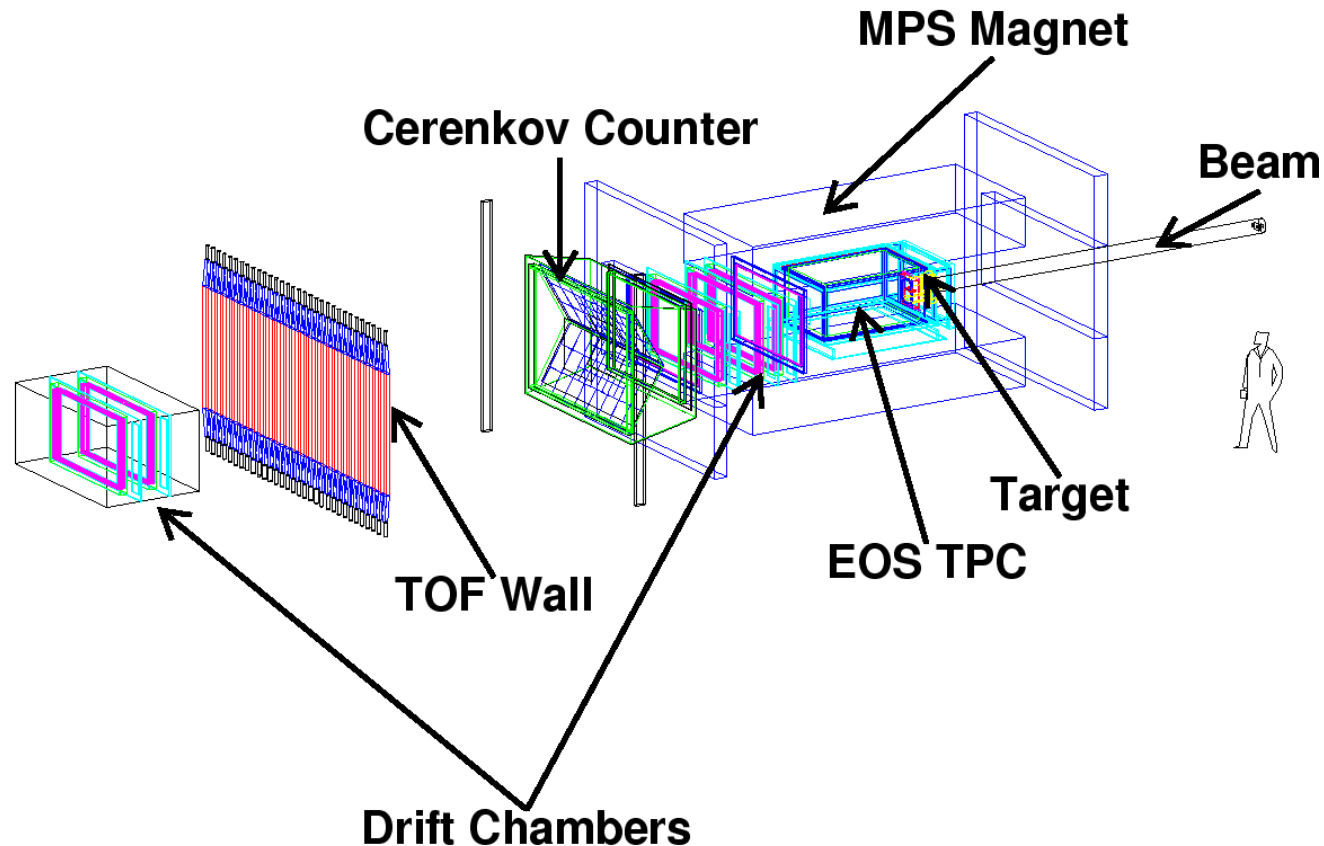 MPS Magnet
Cerenkov Counter
Beam
Target
EOS TPC
TOF Wall
Drift Chambers